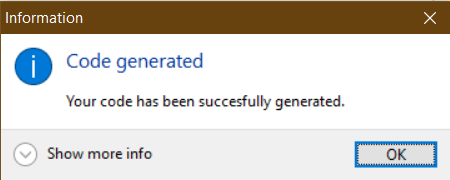 Information
Code generated
Your code has been succesfully generated.
Show more info
OK